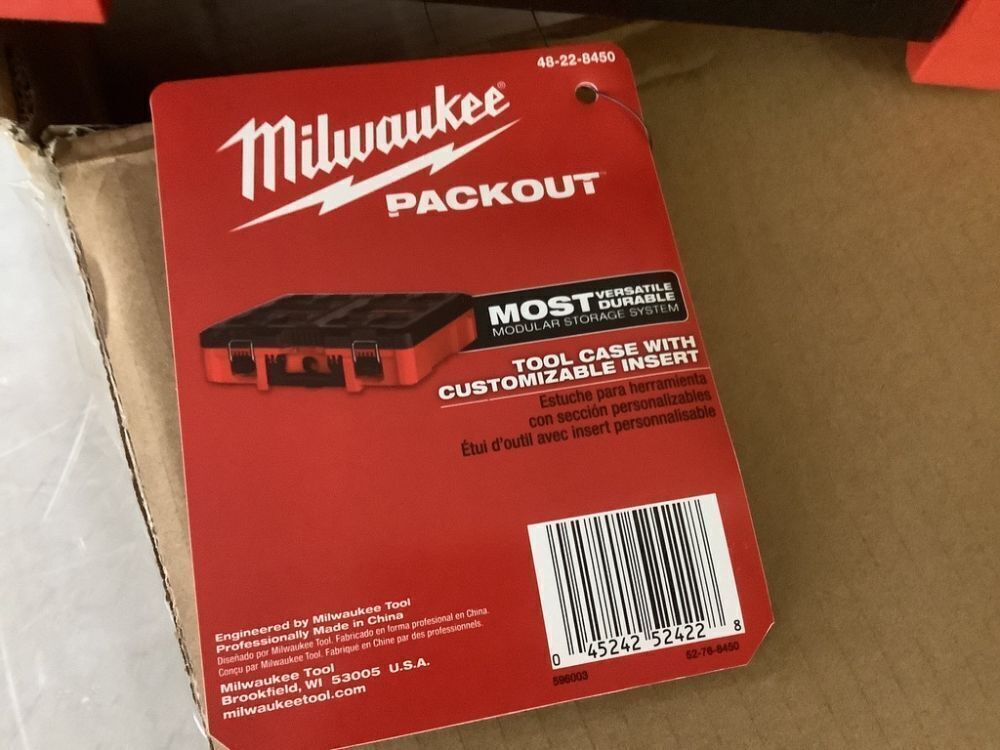 48-22-8450
Milwaukee
PACKOUT™
MOST VERSATILE
DURABLE
MODULAR STORAGE SYSTEM
TOOL CASE WITH
CUSTOMIZABLE INSERT
Estuche para herramienta
con sección personalizables
Étui d'outil avec insert personnalisable
Engineered by Milwaukee Tool
Professionally Made in China
Diseñado por Milwaukee Tool. Fabricado en forma profesional en China.
Conçu par Milwaukee Tool. Fabriqué en Chine par des professionnels.
Milwaukee Tool
Brookfield, WI 53005 U.S.A.
milwaukeetool.com
0 45242 52422 8
596003
52-76-8450